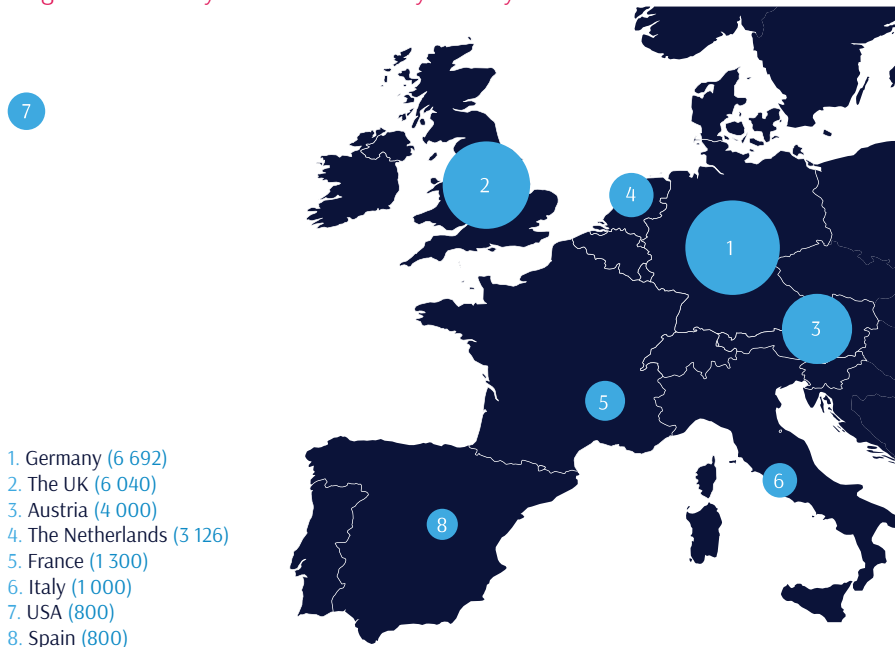 7
2
4
1
3
5
6
8
1. Germany (6 692)
2. The UK (6 040)
3. Austria (4 000)
4. The Netherlands (3 126)
5. France (1 300)
6. Italy (1 000)
7. USA (800)
8. Spain (800)